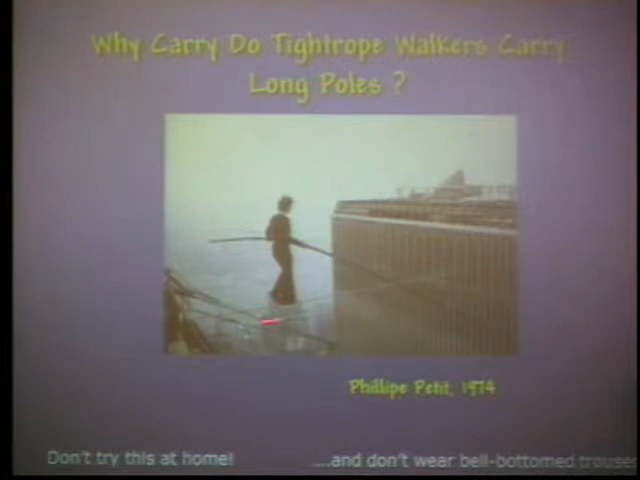 Why Carry Do Tightrope Walkers Carry
Long Poles ?
Phillipe Petit, 1974
Don't try this at home!
....and don't wear bell-bottomed trouser